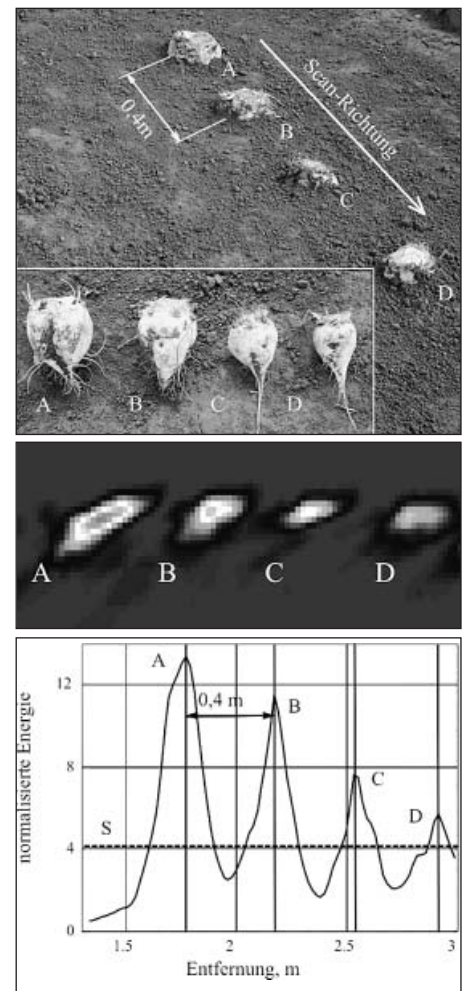 A
0,4m
B
Scan-Richtung
C
D
A B C D
A B C D
A
12
0,4 m
B
normalisierte Energie
8
C
S
D
4
0
1.5 2 2.5 3
Entfernung, m